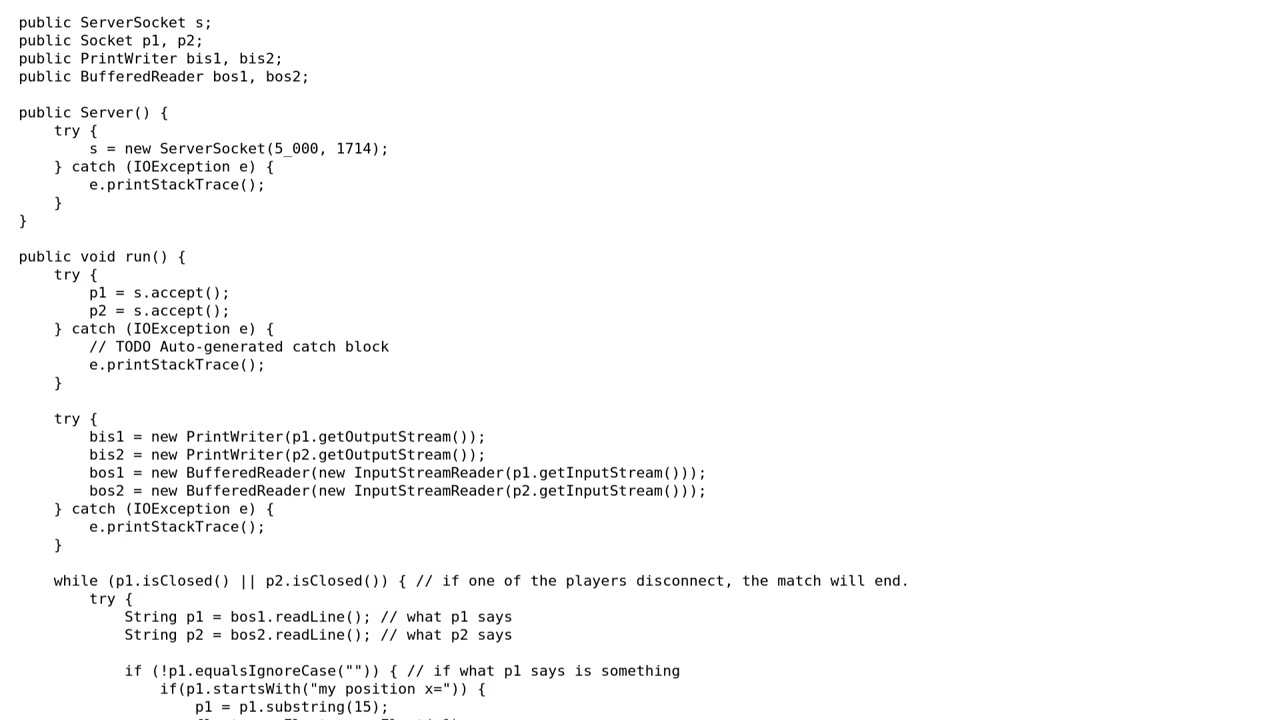 public ServerSocket s;
public Socket p1, p2;
public PrintWriter bis1, bis2;
public BufferedReader bos1, bos2;

public Server() {
    try {
        s = new ServerSocket(5_000, 1714);
    } catch (IOException e) {
        e.printStackTrace();
    }
}

public void run() {
    try {
        p1 = s.accept();
        p2 = s.accept();
    } catch (IOException e) {
        // TODO Auto-generated catch block
        e.printStackTrace();
    }

    try {
        bis1 = new PrintWriter(p1.getOutputStream());
        bis2 = new PrintWriter(p2.getOutputStream());
        bos1 = new BufferedReader(new InputStreamReader(p1.getInputStream()));
        bos2 = new BufferedReader(new InputStreamReader(p2.getInputStream()));
    } catch (IOException e) {
        e.printStackTrace();
    }

    while (p1.isClosed() || p2.isClosed()) { // if one of the players disconnect, the match will end.
        try {
            String p1 = bos1.readLine(); // what p1 says
            String p2 = bos2.readLine(); // what p2 says

            if (!p1.equalsIgnoreCase("")) { // if what p1 says is something
                if(p1.startsWith("my position x=")) {
                    p1 = p1.substring(15);